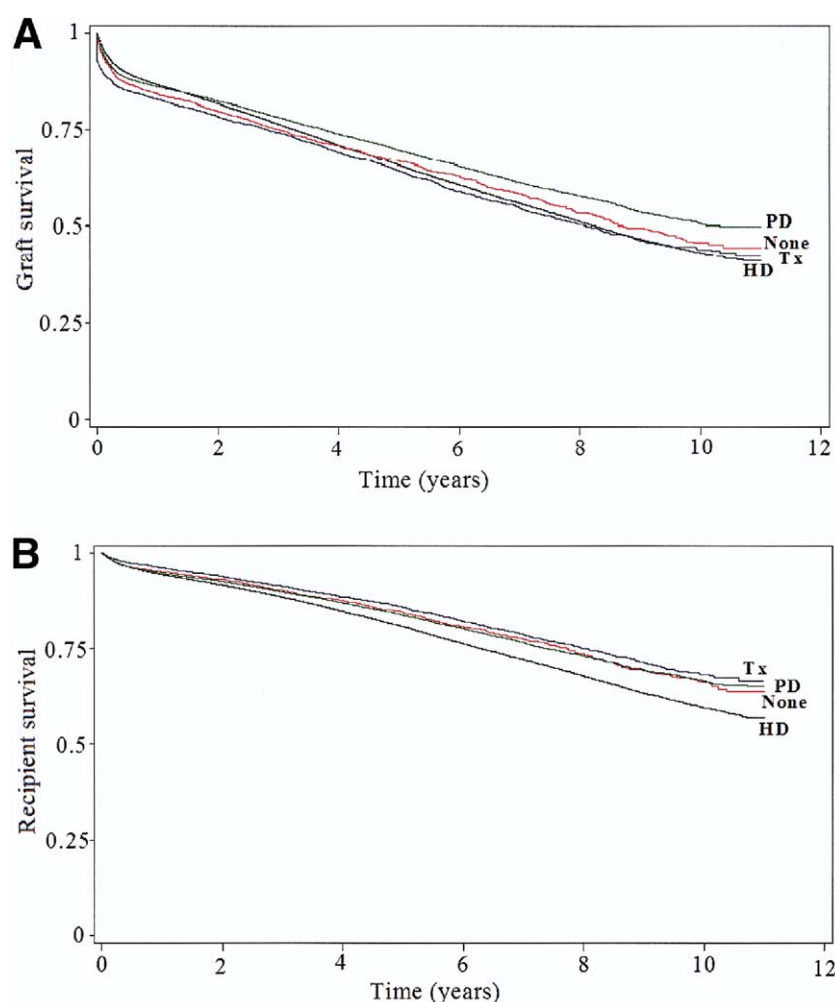 A
1
0.75
0.5
0.25
0
Graft survival
PD
None
Tx
HD
0 2 4 6 8 10 12
Time (years)
B
1
0.75
0.5
0.25
0
Recipient survival
Tx
PD
None
HD
0 2 4 6 8 10 12
Time (years)